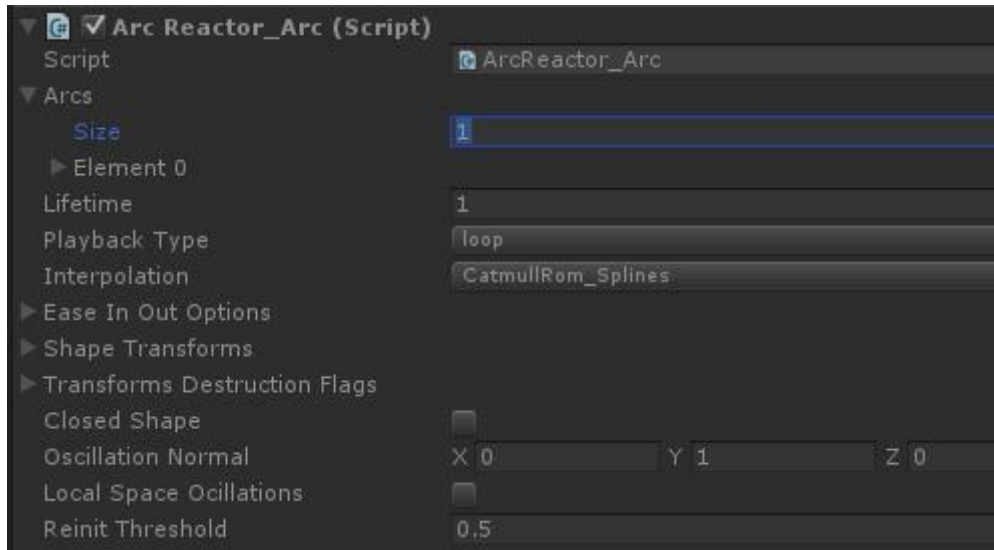 Arc Reactor_Arc (Script)
Script ArcReactor_Arc
Arcs
Size 1
Element 0
Lifetime 1
Playback Type loop
Interpolation CatmullRom_Splines
Ease In Out Options
Shape Transforms
Transforms Destruction Flags
Closed Shape
Oscillation Normal X 0 Y 1 Z 0
Local Space Ocillations
Reinit Threshold 0.5